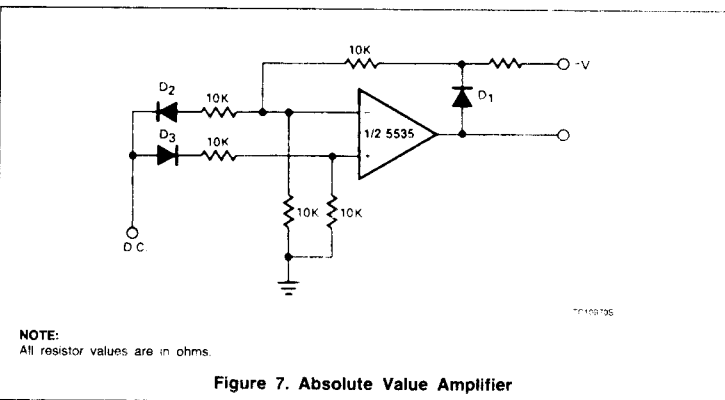 10K
-V
D2
10K
D1
D3
10K
1/2 5535
-
+
10K
10K
D.C.
NOTE:
All resistor values are in ohms.
Figure 7. Absolute Value Amplifier